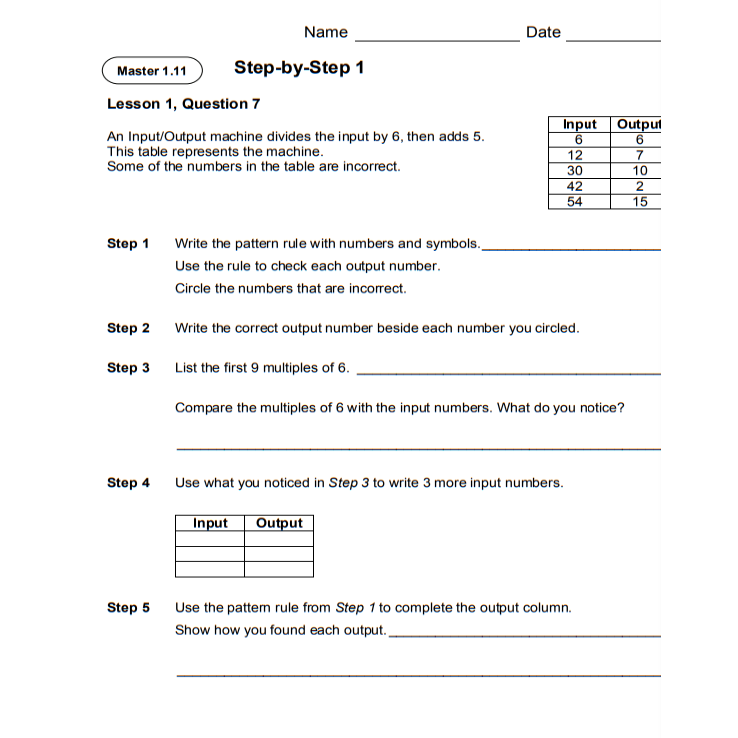 Name ____________ Date ____________
Master 1.11 Step-by-Step 1
Lesson 1, Question 7
An Input/Output machine divides the input by 6, then adds 5.
This table represents the machine.
Some of the numbers in the table are incorrect.
Input Output
6 6
12 7
30 10
42 2
54 15
Step 1 Write the pattern rule with numbers and symbols. ____________
Use the rule to check each output number.
Circle the numbers that are incorrect.
Step 2 Write the correct output number beside each number you circled.
Step 3 List the first 9 multiples of 6. ____________
Compare the multiples of 6 with the input numbers. What do you notice?
Step 4 Use what you noticed in Step 3 to write 3 more input numbers.
Input Output
Step 5 Use the pattern rule from Step 1 to complete the output column.
Show how you found each output. ____________